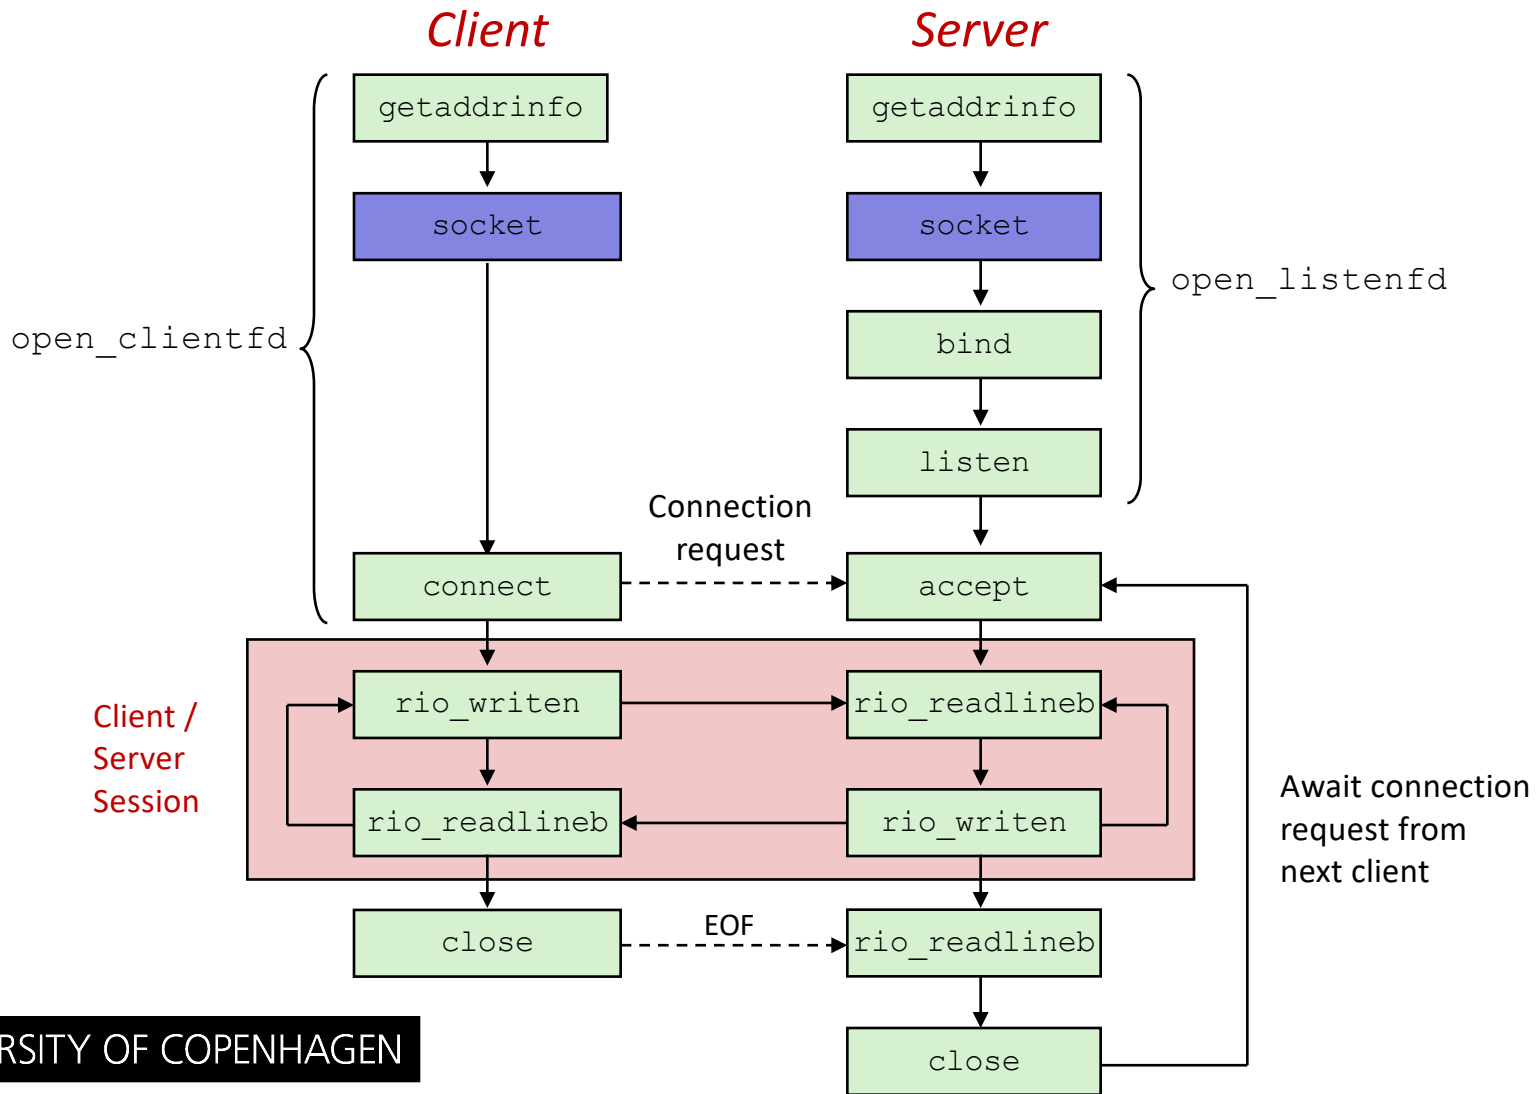 Client
Server
getaddrinfo
getaddrinfo
socket
socket
open_listenfd
open_clientfd
bind
listen
Connection
request
connect
accept
Client /
Server
Session
rio_writen
rio_readlineb
rio_readlineb
rio_writen
Await connection
request from
next client
close
EOF
rio_readlineb
close
RSITY OF COPENHAGEN